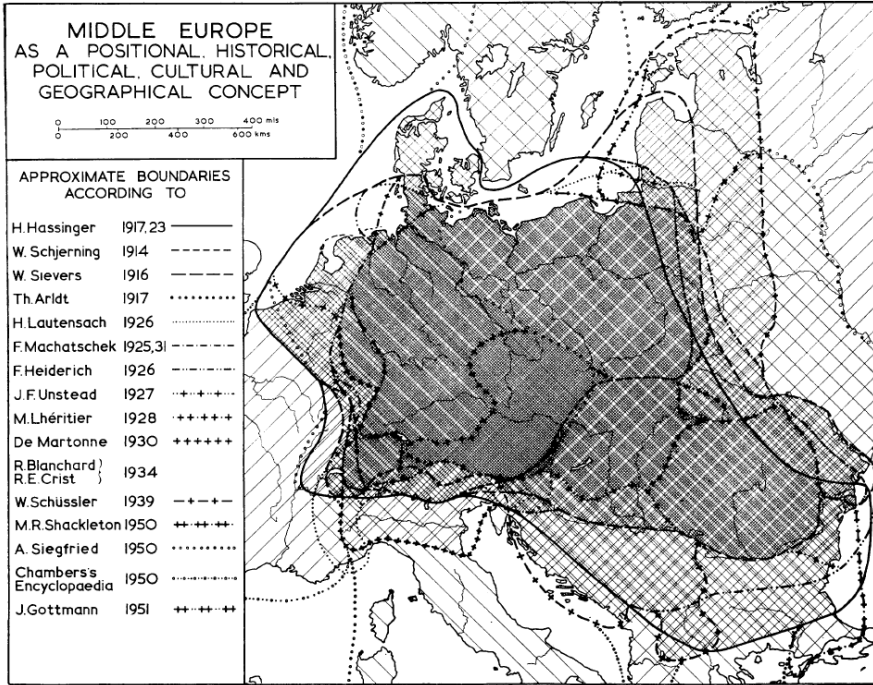 MIDDLE EUROPE
AS A POSITIONAL, HISTORICAL,
POLITICAL, CULTURAL AND
GEOGRAPHICAL CONCEPT
0 100 200 300 400 mls
0 200 400 600 kms
APPROXIMATE BOUNDARIES
ACCORDING TO
H.Hassinger 1917,23
W. Schjerning 1914
W. Sievers 1916
Th. Arldt 1917
H. Lautensach 1926
F. Machatschek 1925,31
F. Heiderich 1926
J.F. Unstead 1927
M. Lhéritier 1928
De Martonne 1930
R. Blanchard )
R.E. Crist ) 1934
W. Schüssler 1939
M.R. Shackleton 1950
A. Siegfried 1950
Chambers's
Encyclopaedia 1950
J. Gottmann 1951